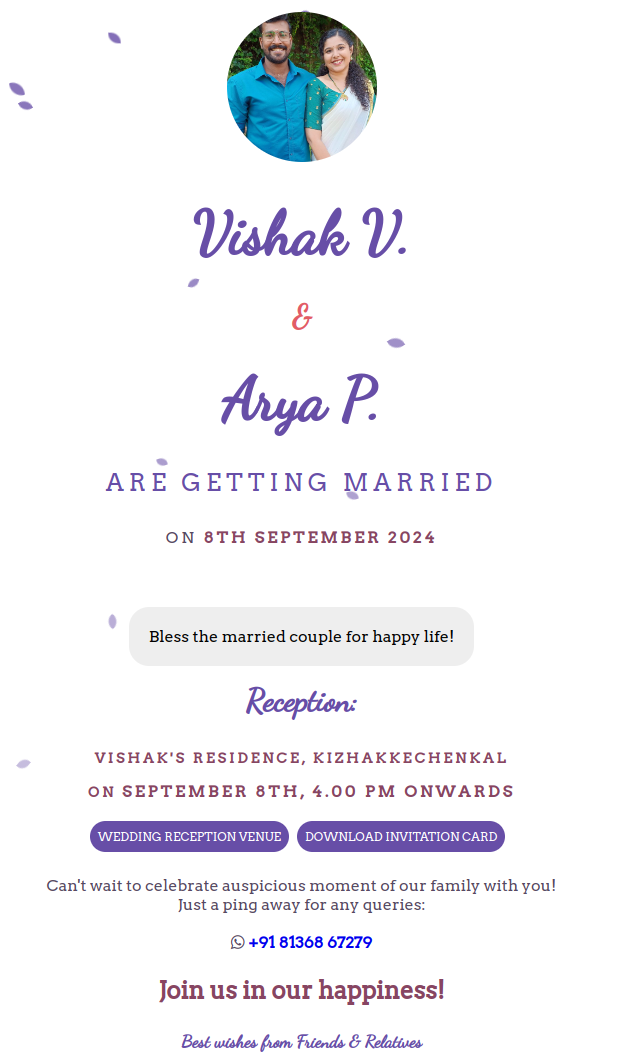 Vishak V.
&
Arya P.
ARE GETTING MARRIED
ON 8TH SEPTEMBER 2024
Bless the married couple for happy life!
Reception:
VISHAK'S RESIDENCE, KIZHAKKECHENKAL
ON SEPTEMBER 8TH, 4.00 PM ONWARDS
WEDDING RECEPTION VENUE DOWNLOAD INVITATION CARD
Can't wait to celebrate auspicious moment of our family with you!
Just a ping away for any queries:
+91 81368 67279
Join us in our happiness!
Best wishes from Friends & Relatives